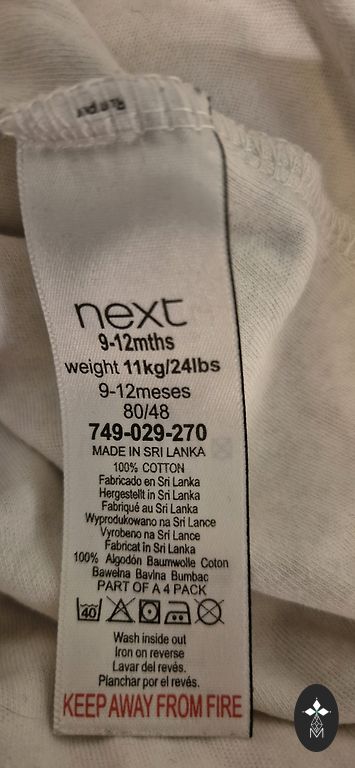 next
9-12mths
weight 11kg/24lbs
9-12meses
80/48
749-029-270
MADE IN SRI LANKA
100% COTTON
Fabricado en Sri Lanka
Hergestellt in Sri Lanka
Fabriqué au Sri Lanka
Wyprodukowano na Sri Lance
Vyrobeno na Sri Lance
Fabricat în Sri Lanka
100% Algodón Baumwolle Coton
Bawełna Bavlna Bumbac
PART OF A 4 PACK
40
Wash inside out
Iron on reverse
Lavar del revés.
Planchar por el revés.
KEEP AWAY FROM FIRE
M